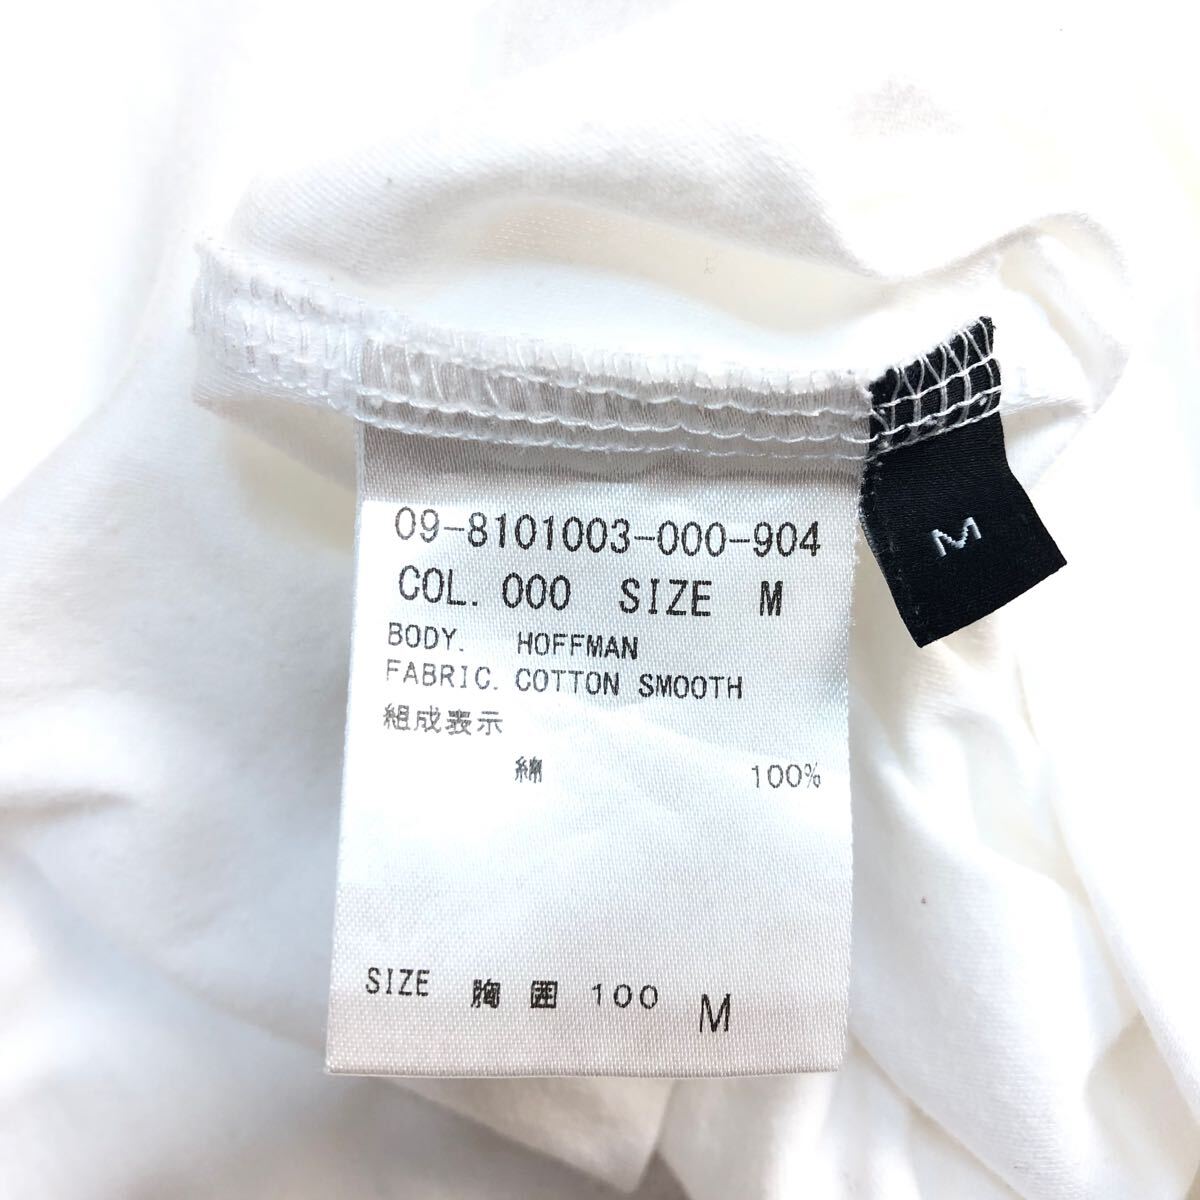 09-8101003-000-904
COL. 000 SIZE M
BODY. HOFFMAN
FABRIC. COTTON SMOOTH
組成表示
綿 100%
SIZE 胸囲 100 M
M